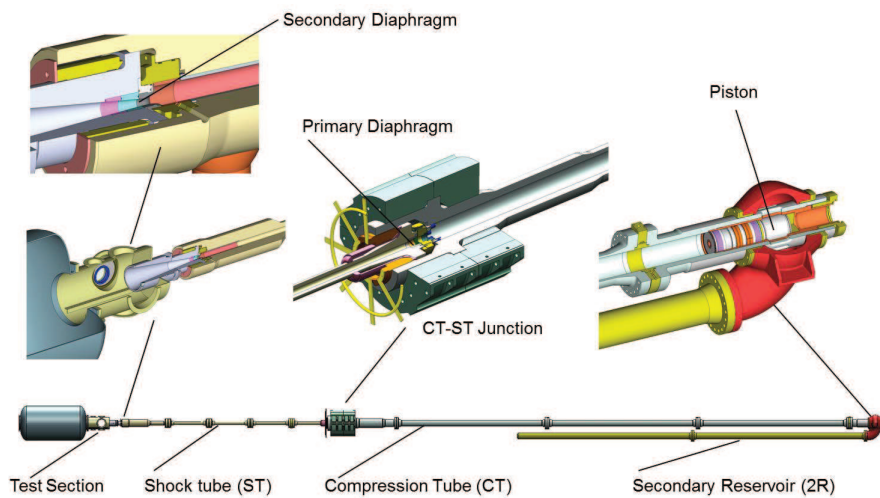 Secondary Diaphragm
Piston
Primary Diaphragm
CT-ST Junction
Test Section
Shock tube (ST)
Compression Tube (CT)
Secondary Reservoir (2R)